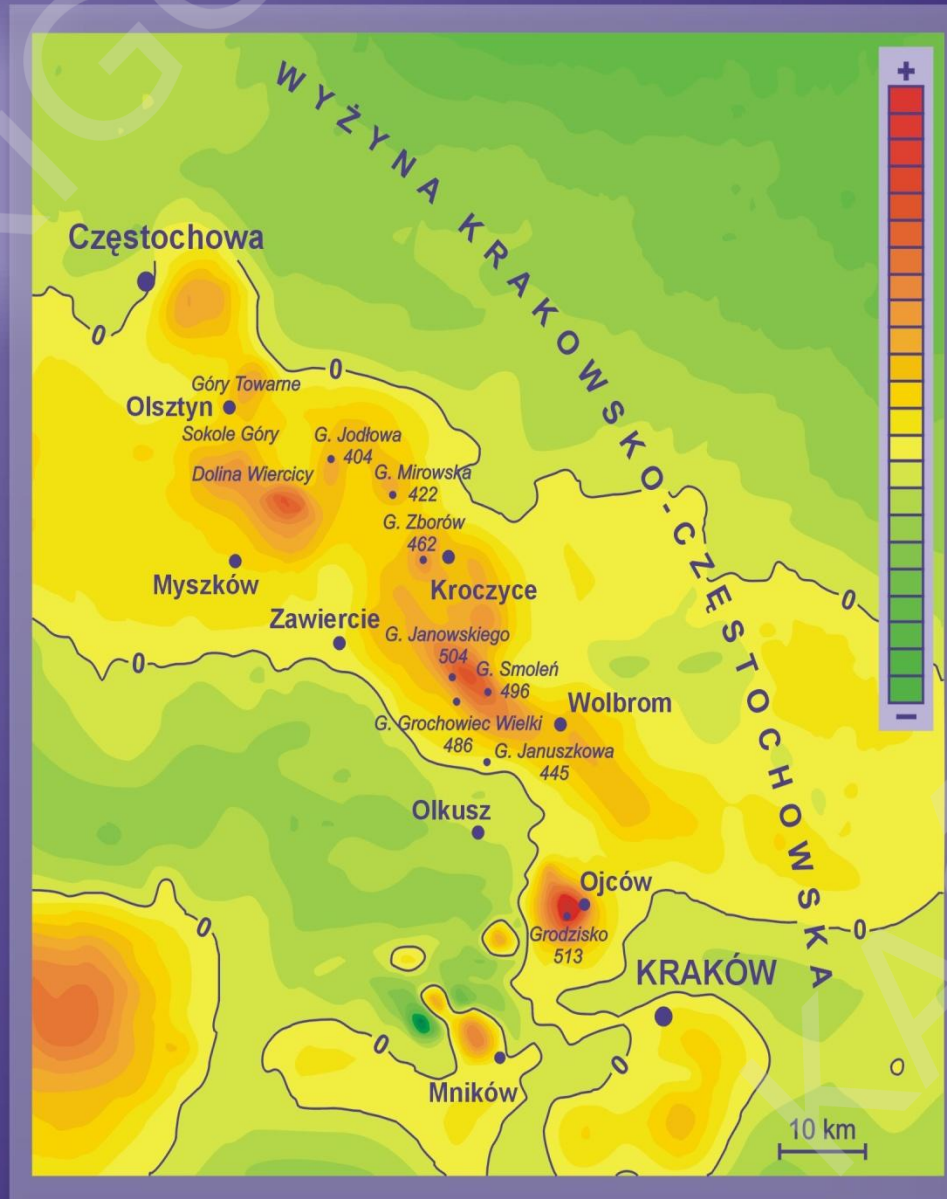 WYŻYNA KRAKOWSKO-CZĘSTOCHOWSKA
+
Częstochowa
0
0
Góry Towarne
Olsztyn
Sokole Góry
G. Jodłowa
404
Dolina Wiercicy
G. Mirowska
422
G. Zborów
462
Myszków
Kroczyce
0
Zawiercie
G. Janowskiego
504
G. Smoleń
496
0
Wolbrom
G. Grochowiec Wielki
486
G. Januszkowa
445
–
Olkusz
Ojców
0
Grodzisko
513
0
KRAKÓW
0
0
Mników
10 km